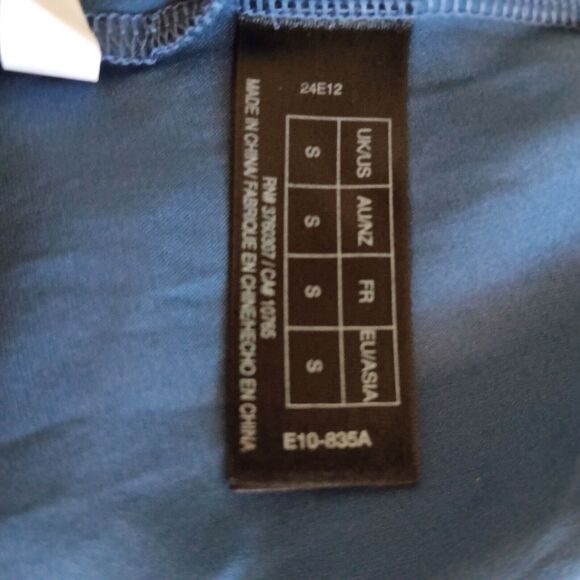 24E12
UK/US AU/NZ FR EU/ASIA
S S S S
RN# 3760307 / CA# 10765
MADE IN CHINA/ FABRIQUE EN CHINE/HECHO EN CHINA
E10-835A